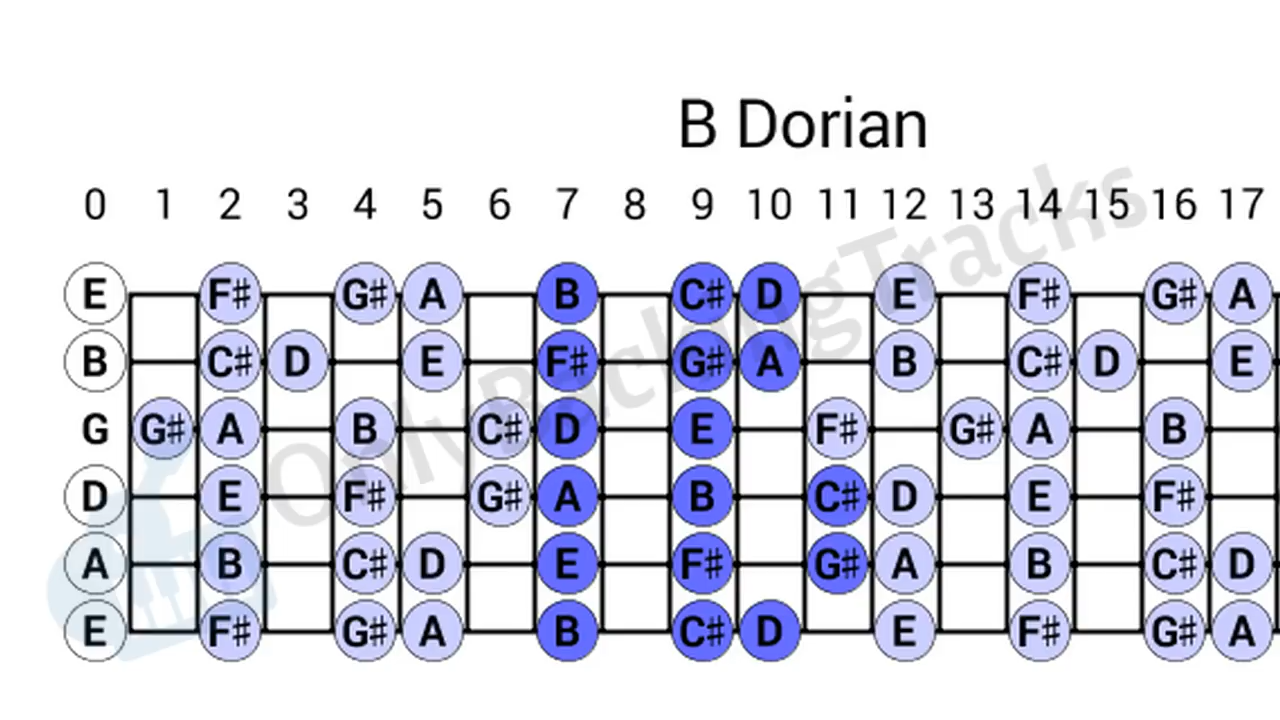 B Dorian
0 1 2 3 4 5 6 7 8 9 10 11 12 13 14 15 16 17
E F♯ G♯ A B C♯ D E F♯ G♯ A
B C♯ D E F♯ G♯ A B C♯ D E
G G♯ A B C♯ D E F♯ G♯ A B
D E F♯ G♯ A B C♯ D E F♯
A B C♯ D E F♯ G♯ A B C♯ D
E F♯ G♯ A B C♯ D E F♯ G♯ A
OnlyBackingTracks